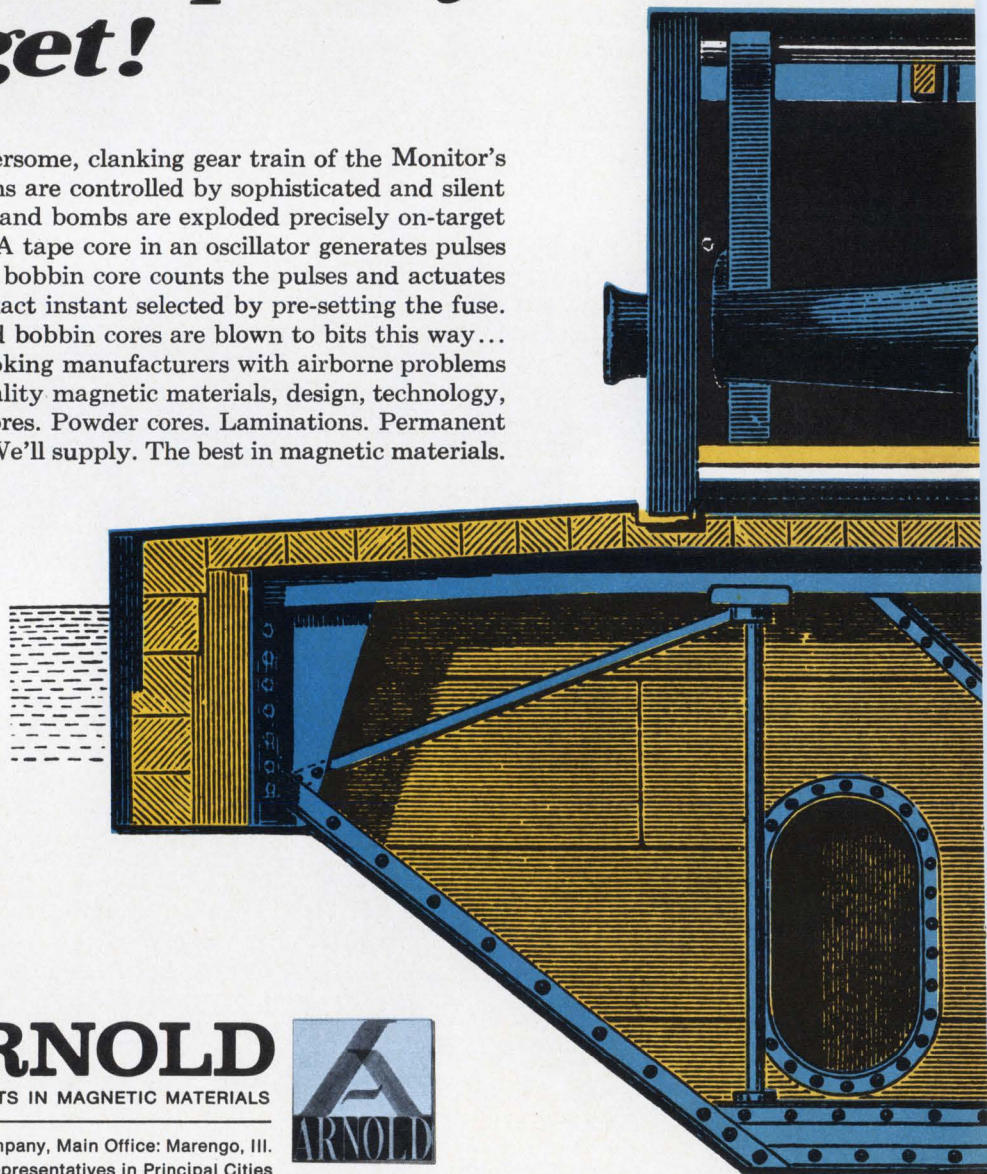 get!
ersome, clanking gear train of the Monitor's
ns are controlled by sophisticated and silent
and bombs are exploded precisely on-target
A tape core in an oscillator generates pulses
bobbin core counts the pulses and actuates
act instant selected by pre-setting the fuse.
d bobbin cores are blown to bits this way...
oking manufacturers with airborne problems
ality magnetic materials, design, technology,
ores. Powder cores. Laminations. Permanent
We'll supply. The best in magnetic materials.
RNOLD
TS IN MAGNETIC MATERIALS
ARNOLD
mpany, Main Office: Marengo, Ill.
presentatives in Principal Cities